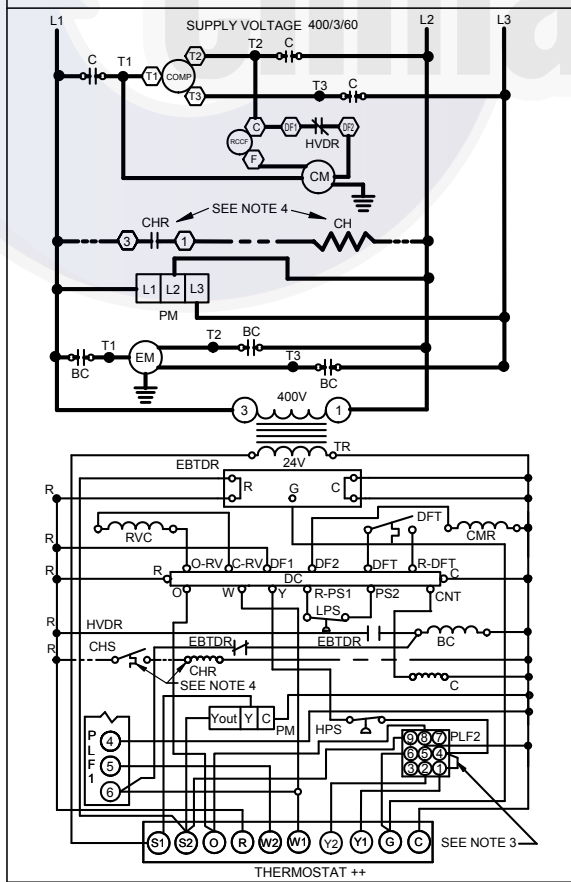 L1 SUPPLY VOLTAGE 400/3/60 L2 L3
C T1 T2 C
T1 COMP T2
T3 T3 C
C DF1 DF2
RCCF HVDR
F CM
SEE NOTE 4
CHR CH
3 1
L1 L2 L3
PM
T1 T2 BC
EM T3
BC BC
400V
3 1
TR
24V
EBTDR
R G C
R
RVC DFT CMR
R O-RV C-RV DF1 DF2 DFT R-DFT
R R DC C
O W Y R-PS1 PS2 CNT
LPS
R HVDR EBTDR EBTDR BC
R CHS CHR
SEE NOTE 4 C
Yout Y C PM HPS
PLF1 4 5 6
9 8 7 PLF2
6 5 4
3 2 1
S1 S2 O R W2 W1 Y2 Y1 G C SEE NOTE 3
THERMOSTAT ++